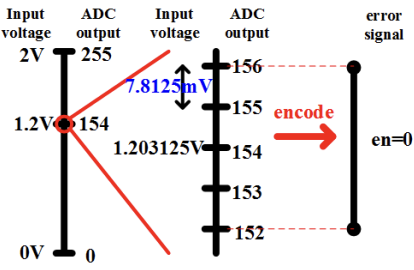 Input voltage
ADC output
Input voltage
ADC output
error signal
2V
255
1.2V
154
0V
0
7.8125mV
1.203125V
156
155
154
153
152
encode
en=0